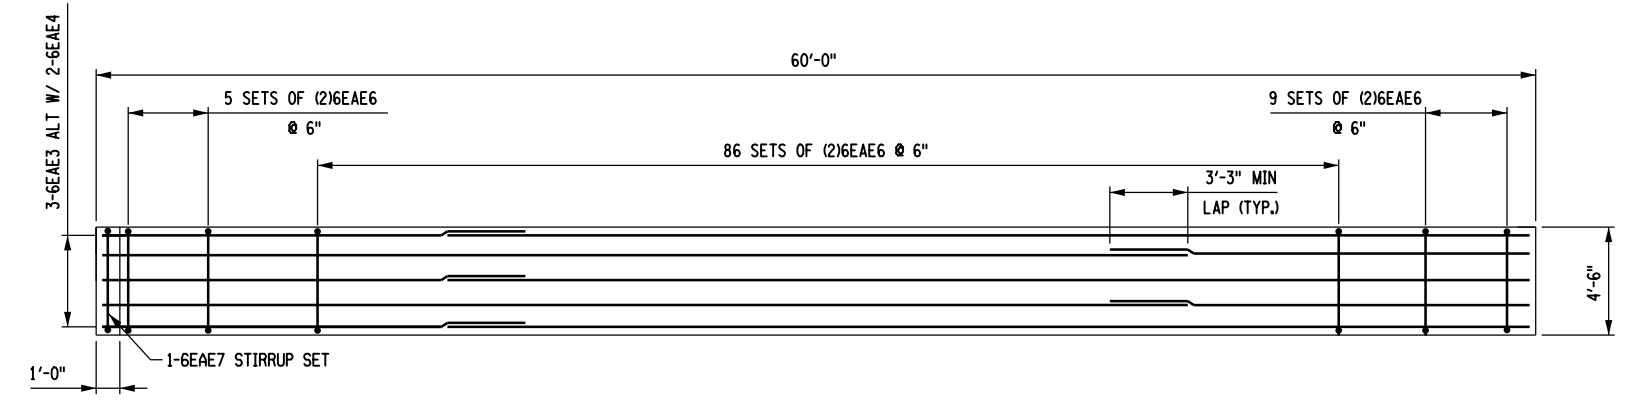 3-6EAE3 ALT W/ 2-6EAE4
60'-0"
5 SETS OF (2)6EAE6
@ 6"
9 SETS OF (2)6EAE6
@ 6"
86 SETS OF (2)6EAE6 @ 6"
3'-3" MIN
LAP (TYP.)
4'-6"
1-6EAE7 STIRRUP SET
1'-0"